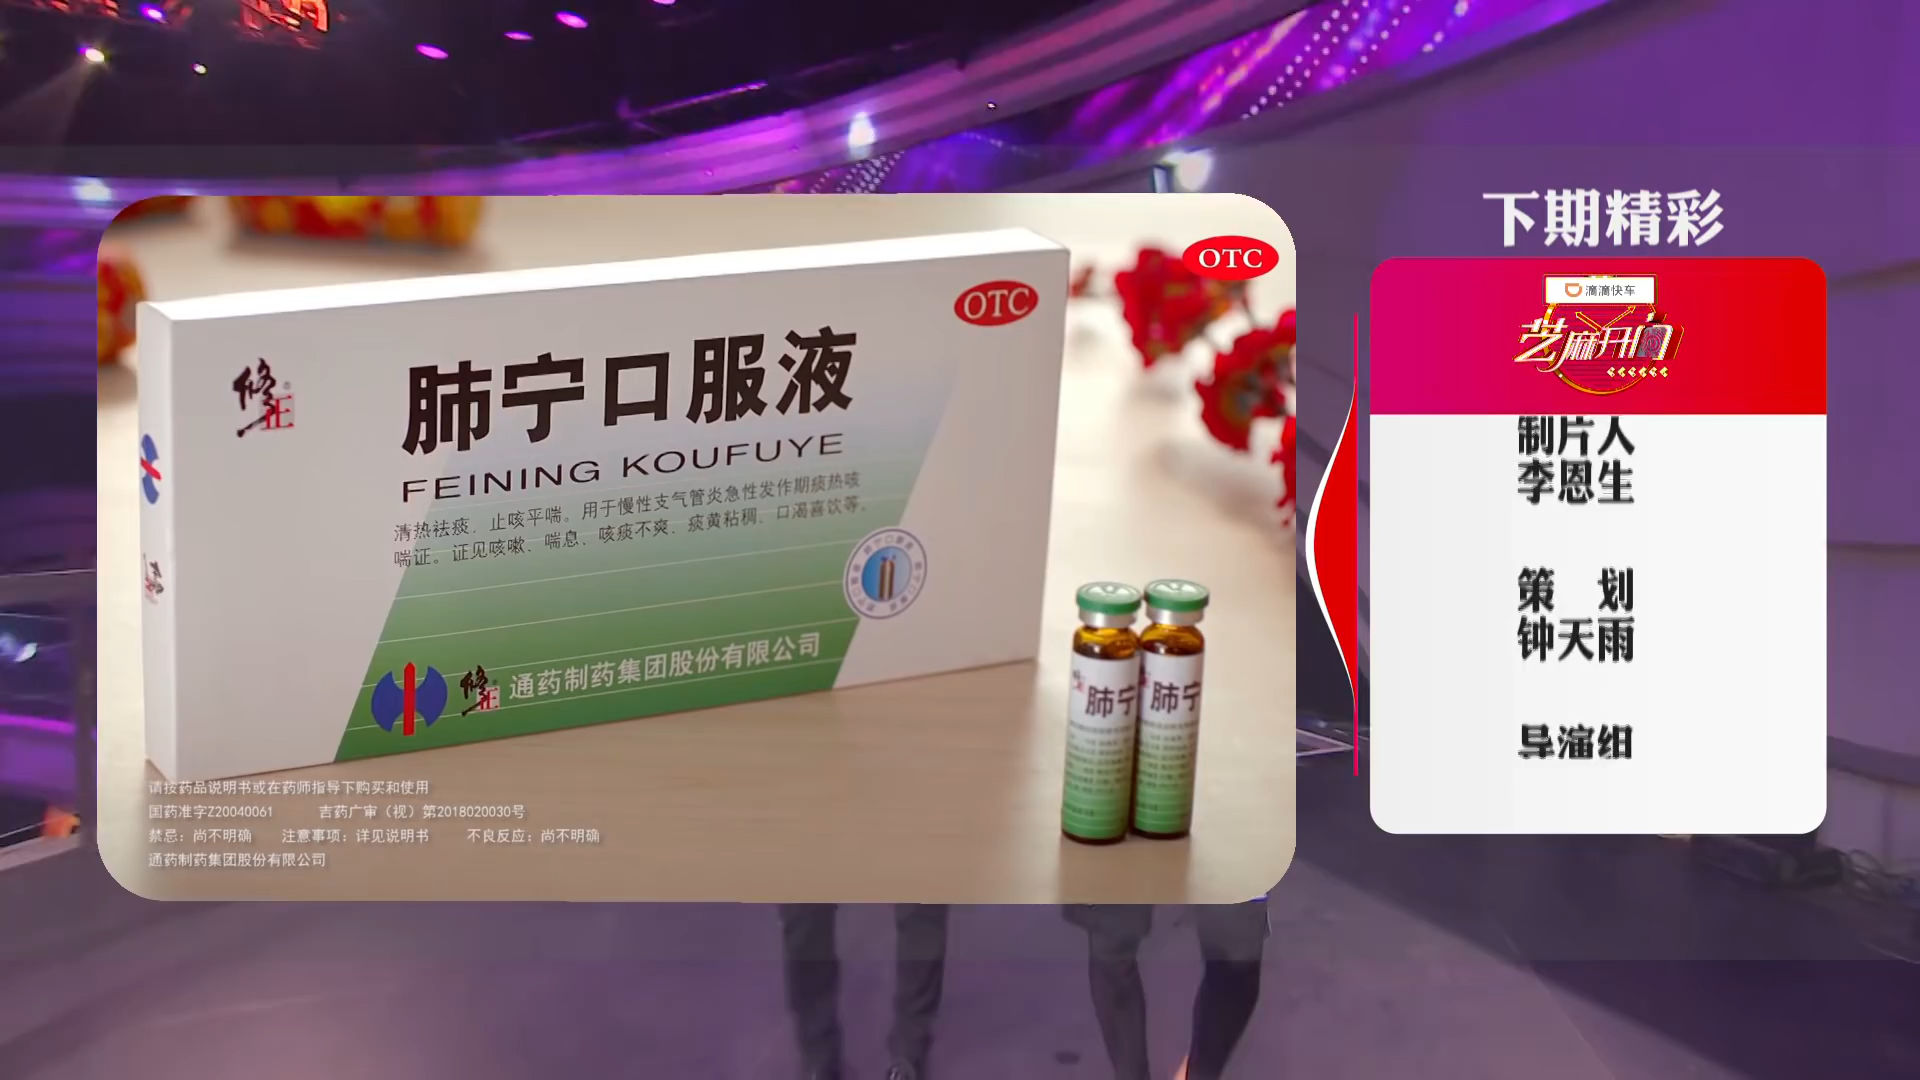 下期精彩
OTC
OTC
修正
肺宁口服液
FEINING KOUFUYE
清热祛痰、止咳平喘。用于慢性支气管炎急性发作期痰热咳
喘证。证见咳嗽、喘息、咳痰不爽、痰黄粘稠、口渴喜饮等。
修正 通药制药集团股份有限公司
肺宁
肺宁
请按药品说明书或在药师指导下购买和使用
国药准字Z20040061 吉药广审（视）第2018020030号
禁忌：尚不明确 注意事项：详见说明书 不良反应：尚不明确
通药制药集团股份有限公司
滴滴快车
芝麻开门
制片人
李恩生
策 划
钟天雨
导演组